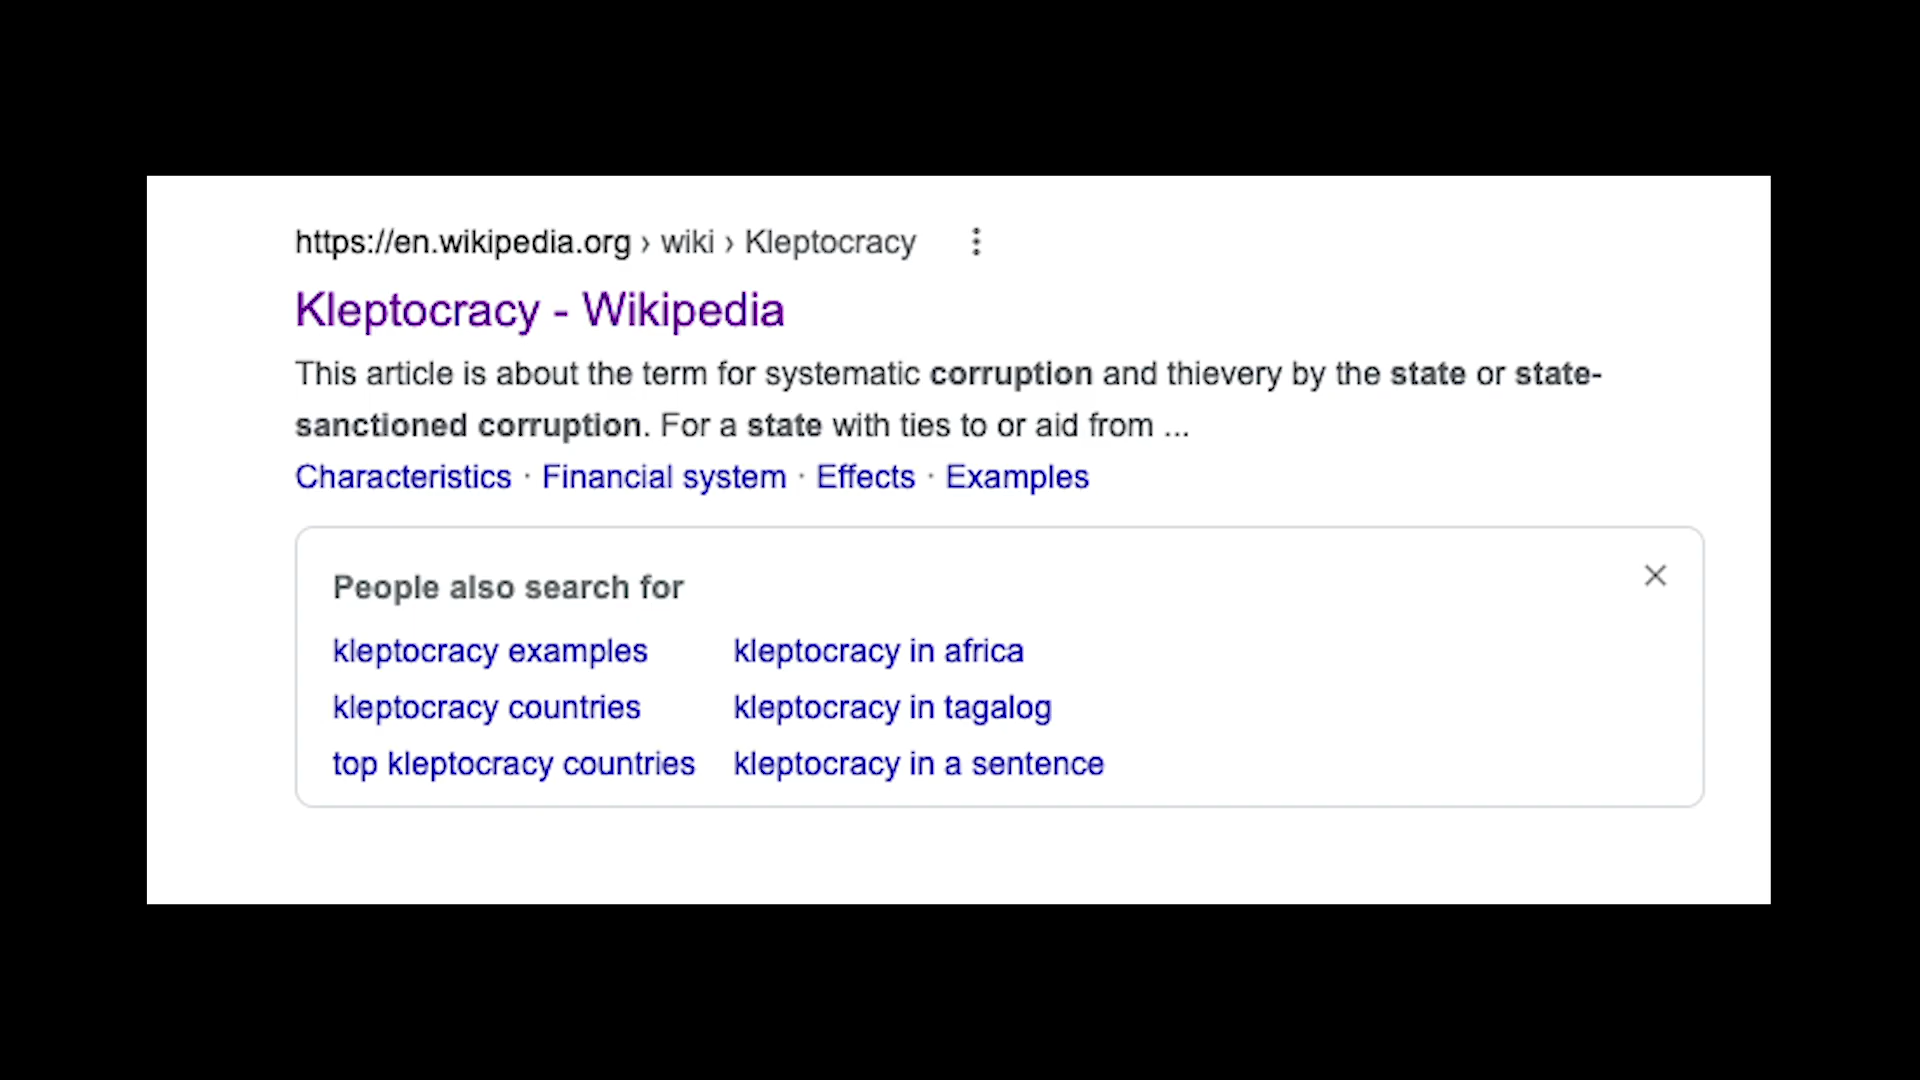 https://en.wikipedia.org › wiki › Kleptocracy
Kleptocracy - Wikipedia
This article is about the term for systematic corruption and thievery by the state or state-
sanctioned corruption. For a state with ties to or aid from ...
Characteristics · Financial system · Effects · Examples
People also search for
kleptocracy examples kleptocracy in africa
kleptocracy countries kleptocracy in tagalog
top kleptocracy countries kleptocracy in a sentence